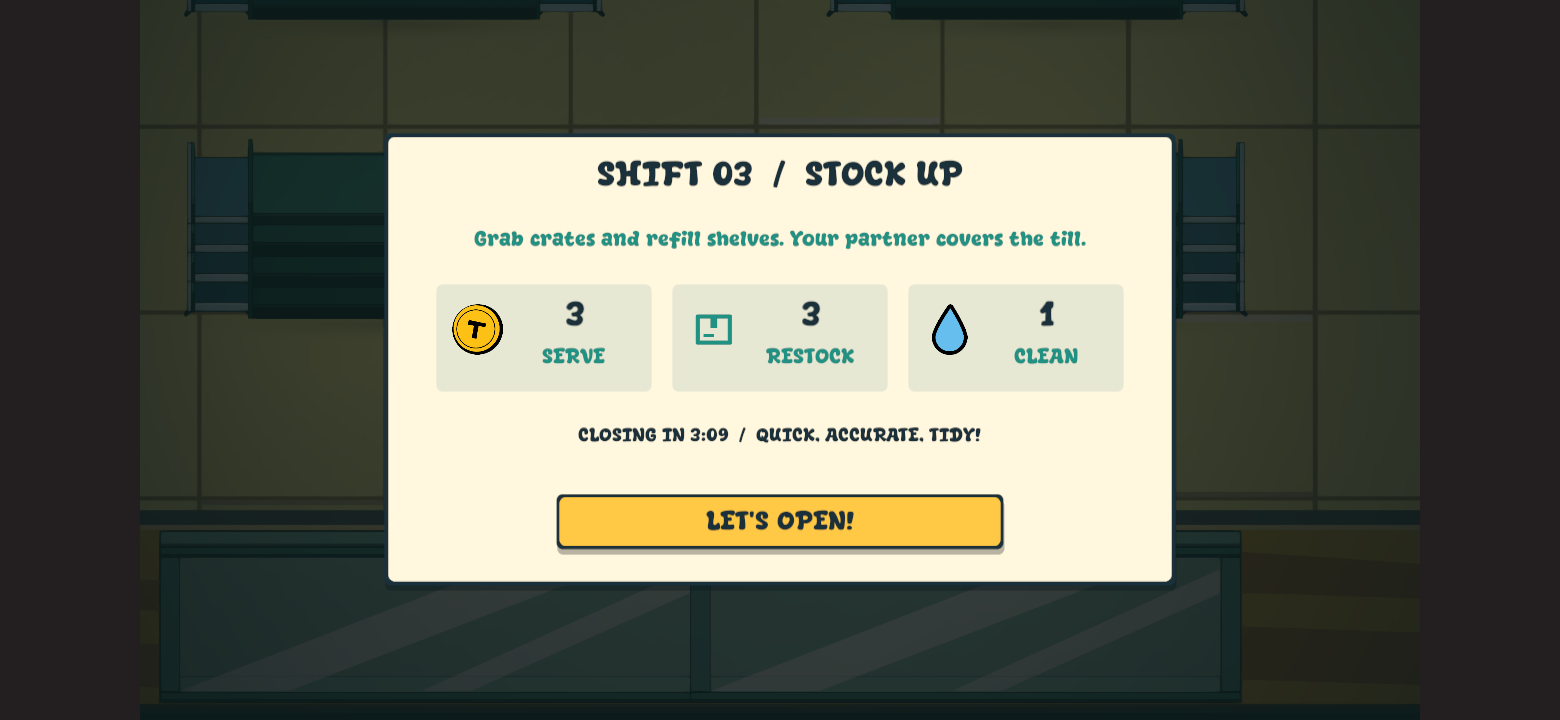 SHIFT 03 / STOCK UP
Grab crates and refill shelves. Your partner covers the till.
T
3
SERVE
3
RESTOCK
1
CLEAN
CLOSING IN 3:09 / QUICK. ACCURATE. TIDY!
LET'S OPEN!